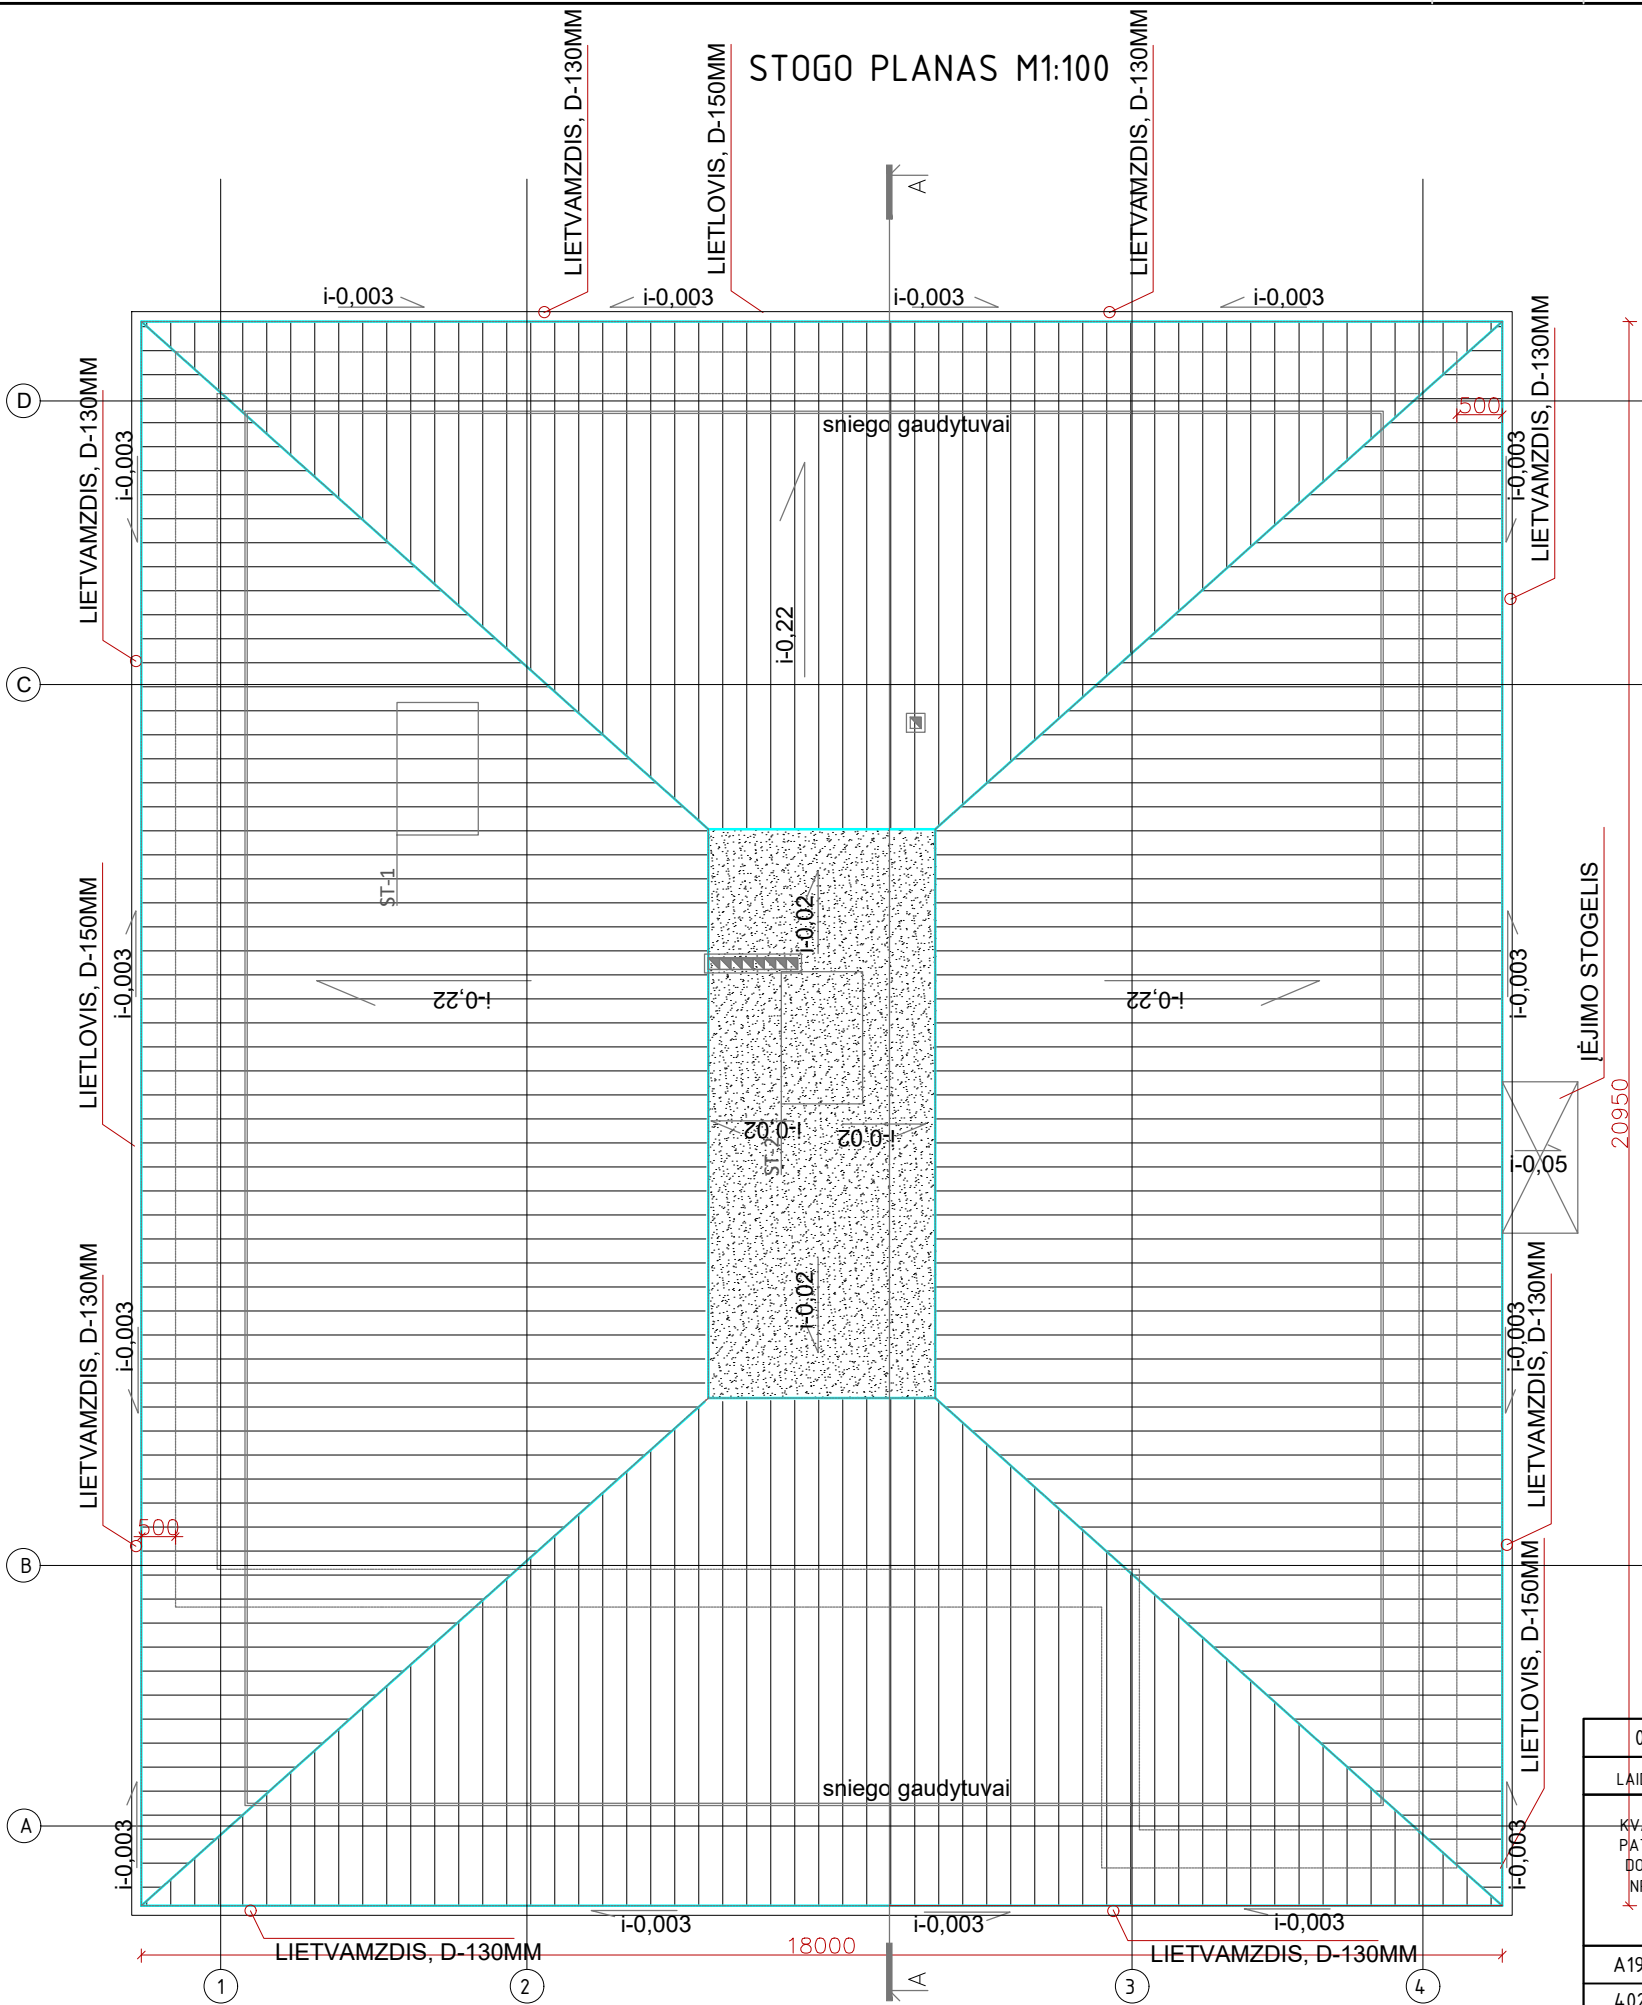 STOGO PLANAS M1:100
LIETVAMZDIS, D-130MM
LIETLOVIS, D-150MM
LIETVAMZDIS, D-130MM
A
i-0,003
i-0,003
i-0,003
i-0,003
LIETVAMZDIS, D-130MM
LIETVAMZDIS, D-130MM
D
500
sniego gaudytuvai
i-0,003
i-0,003
i-0,22
C
ST-1
i-0,02
ĮĖJIMO STOGELIS
LIETLOVIS, D-150MM
i-0,003
i-0,22
i-0,22
i-0,003
20950
i-0,02
i-0,02
ST-2
i-0,05
i-0,02
LIETVAMZDIS, D-130MM
i-0,003
i-0,003
LIETVAMZDIS, D-130MM
500
B
LIETLOVIS, D-150MM
sniego gaudytuvai
A
i-0,003
i-0,003
i-0,003
i-0,003
i-0,003
LIETVAMZDIS, D-130MM
18000
LIETVAMZDIS, D-130MM
1
2
A
3
4
A19
402